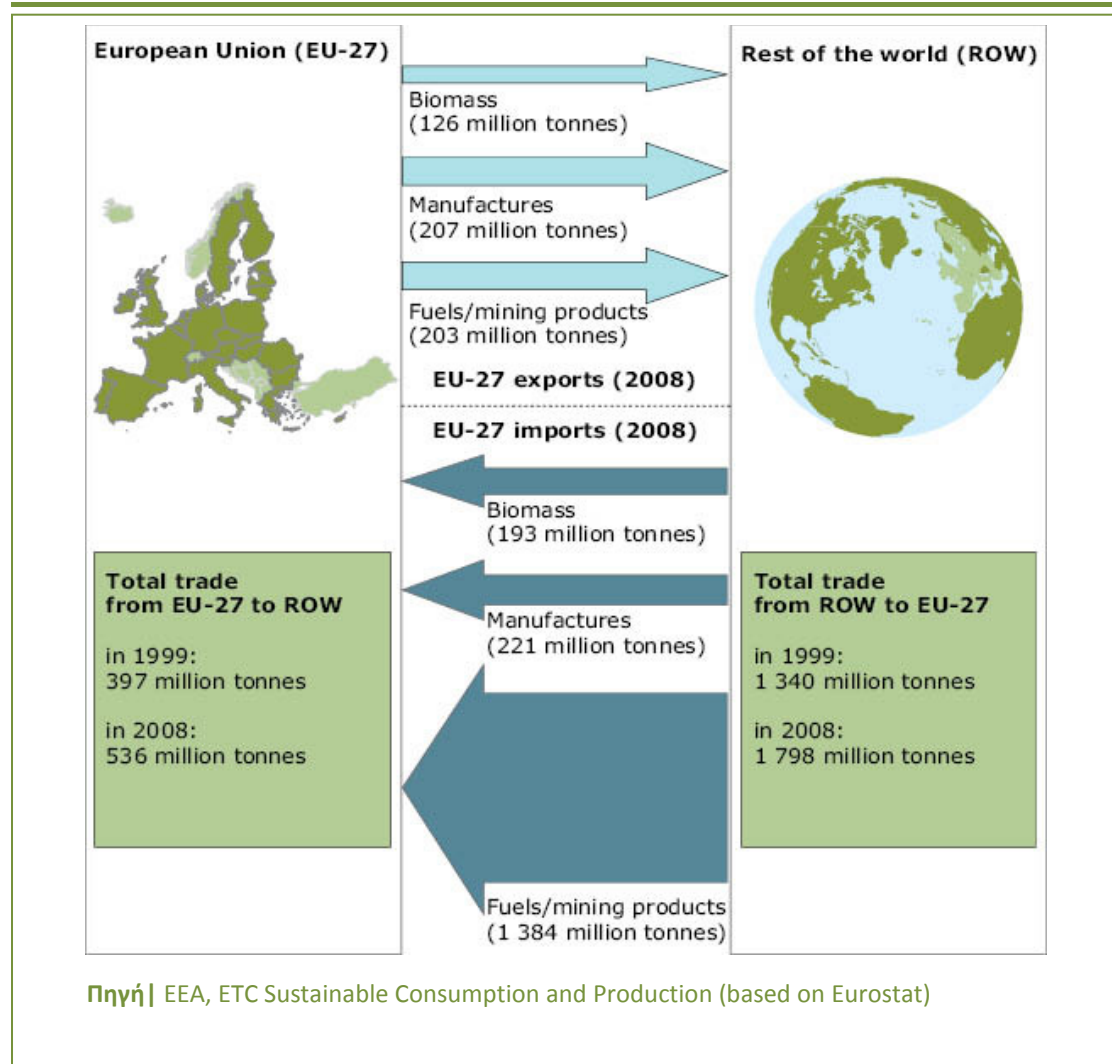 European Union (EU-27)
Rest of the world (ROW)
Biomass
(126 million tonnes)
Manufactures
(207 million tonnes)
Fuels/mining products
(203 million tonnes)
EU-27 exports (2008)
EU-27 imports (2008)
Biomass
(193 million tonnes)
Manufactures
(221 million tonnes)
Fuels/mining products
(1 384 million tonnes)
Total trade
from EU-27 to ROW
in 1999:
397 million tonnes
in 2008:
536 million tonnes
Total trade
from ROW to EU-27
in 1999:
1 340 million tonnes
in 2008:
1 798 million tonnes
Πηγή| EEA, ETC Sustainable Consumption and Production (based on Eurostat)